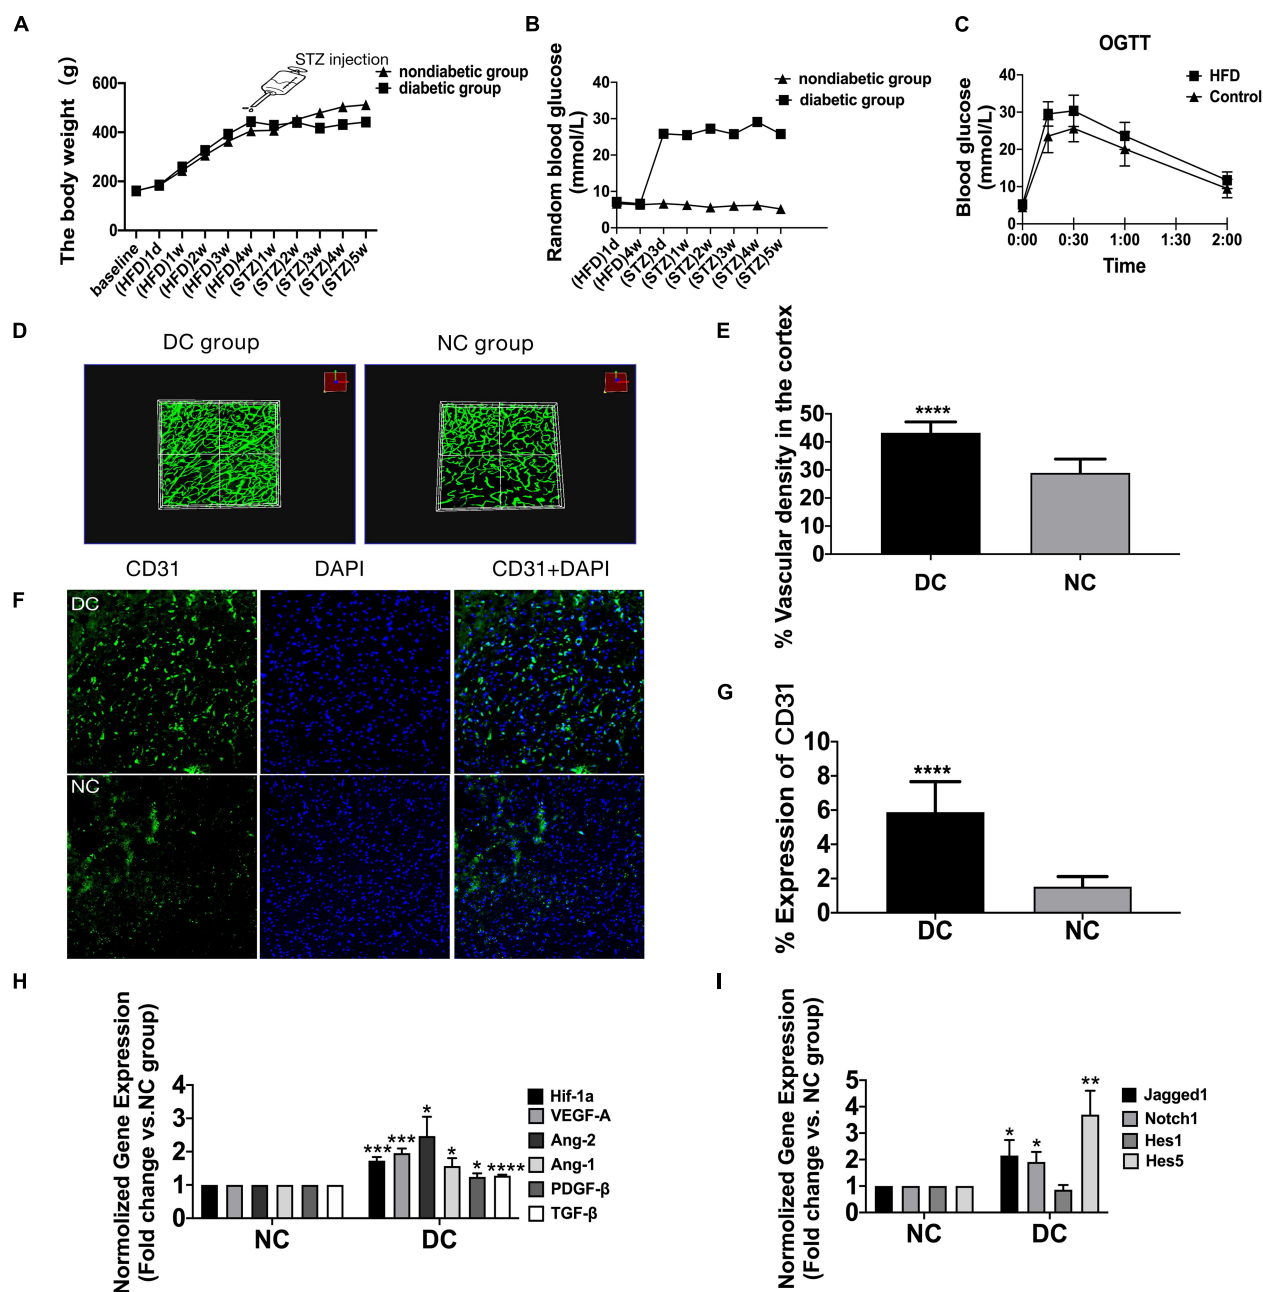 A
STZ injection
The body weight (g)
600
400
200
0
nondiabetic group
diabetic group
baseline
(HFD)1d
(HFD)1w
(HFD)2w
(HFD)3w
(HFD)4w
(STZ)1w
(STZ)2w
(STZ)3w
(STZ)4w
(STZ)5w
B
Random blood glucose
(mmol/L)
40
30
20
10
0
nondiabetic group
diabetic group
(HFD)1d
(HFD)4w
(STZ)3d
(STZ)1w
(STZ)2w
(STZ)3w
(STZ)4w
(STZ)5w
C
OGTT
Blood glucose
(mmol/L)
40
30
20
10
0
HFD
Control
0:00 0:30 1:00 1:30 2:00
Time
D
DC group
NC group
E
% Vascular density in the cortex
50
40
30
20
10
0
****
DC NC
F
CD31 DAPI CD31+DAPI
DC
NC
G
% Expression of CD31
10
8
6
4
2
0
****
DC NC
H
Normolized Gene Expression
(Fold change vs.NC group)
4
3
2
1
0
*** *** * * * ****
NC DC
Hif-1a
VEGF-A
Ang-2
Ang-1
PDGF-β
TGF-β
I
Normolized Gene Expression
(Fold change vs. NC group)
5
4
3
2
1
0
* * **
NC DC
Jagged1
Notch1
Hes1
Hes5